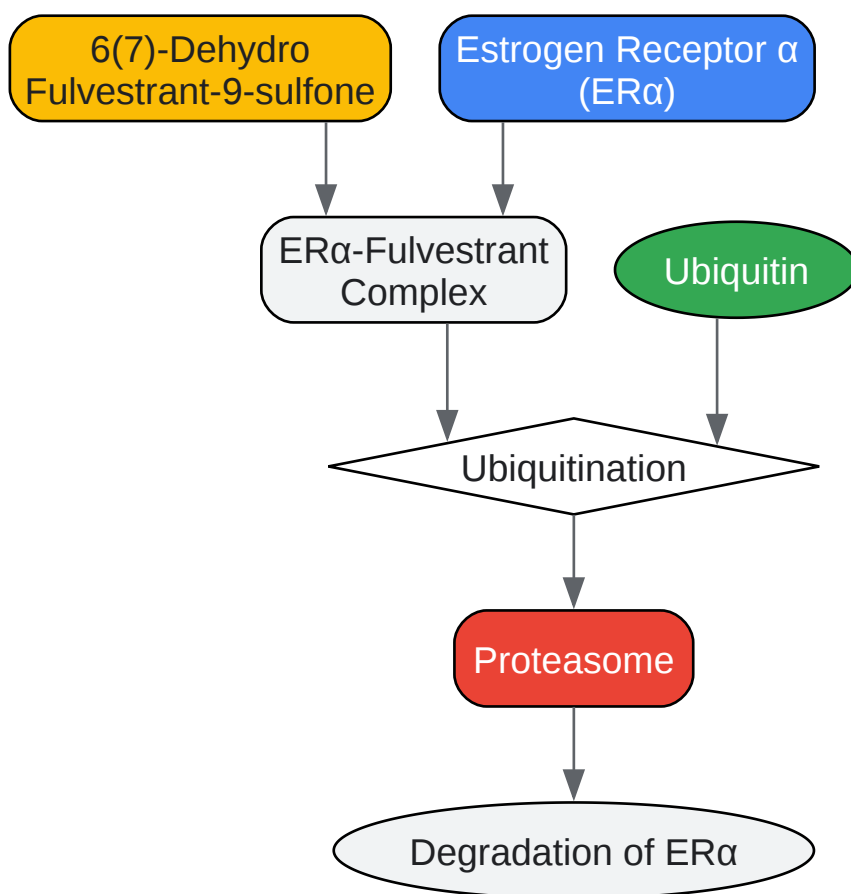 6(7)-Dehydro
Fulvestrant-9-sulfone
Estrogen Receptor α
(ERα)
ERα-Fulvestrant
Complex
Ubiquitin
Ubiquitination
Proteasome
Degradation of ERα